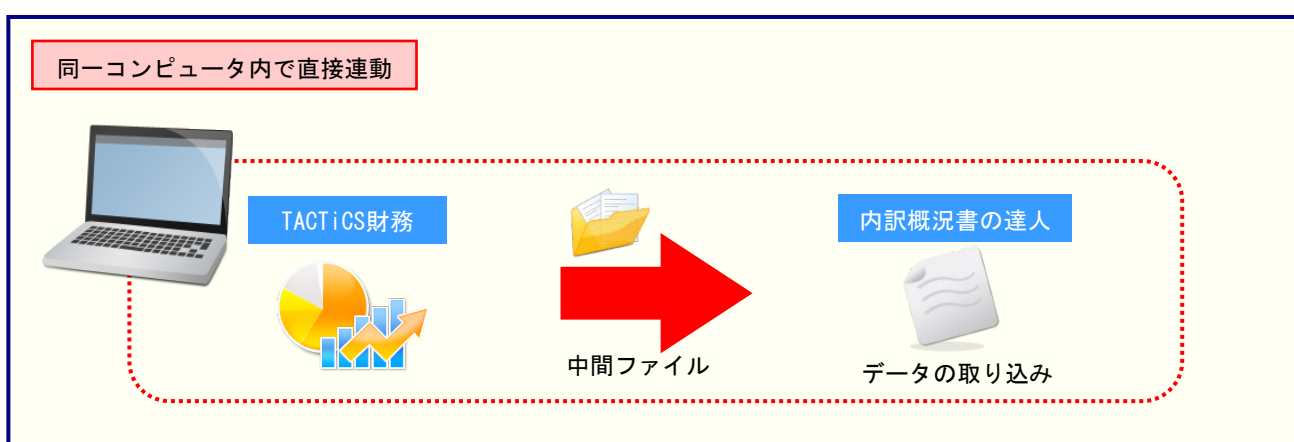 同一コンピュータ内で直接連動
TACTiCS財務
内訳概況書の達人
中間ファイル
データの取り込み